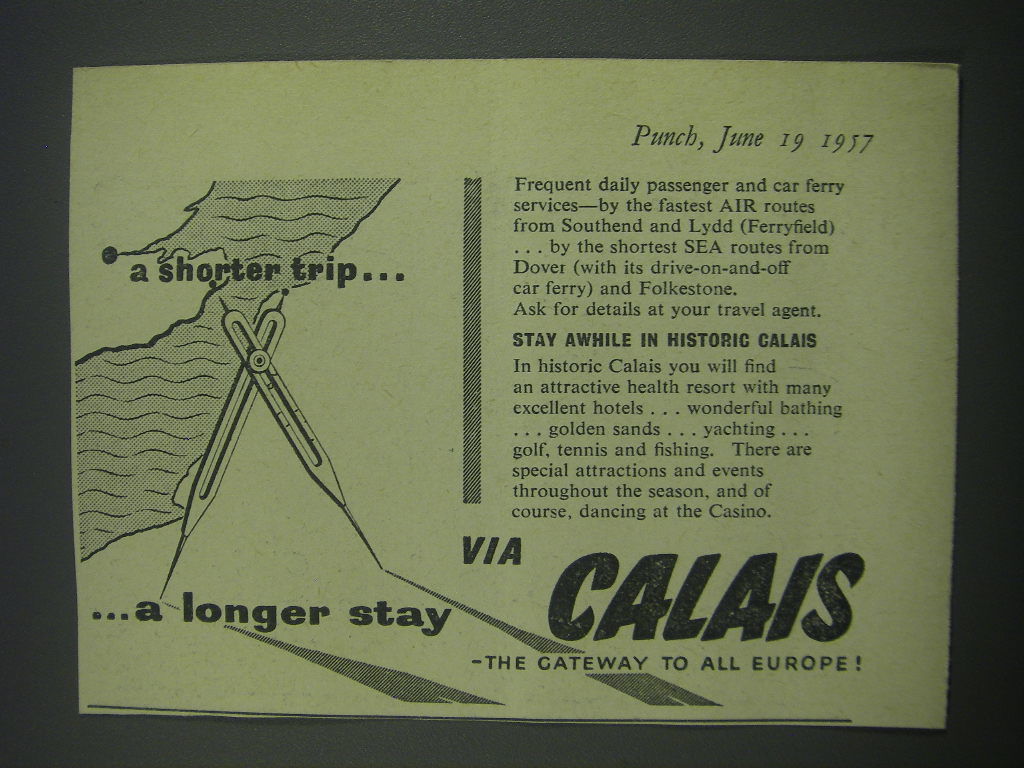 Punch, June 19 1957
a shorter trip...
Frequent daily passenger and car ferry
services—by the fastest AIR routes
from Southend and Lydd (Ferryfield)
. . . by the shortest SEA routes from
Dover (with its drive-on-and-off
car ferry) and Folkestone.
Ask for details at your travel agent.
STAY AWHILE IN HISTORIC CALAIS
In historic Calais you will find
an attractive health resort with many
excellent hotels . . . wonderful bathing
. . . golden sands . . . yachting . . .
golf, tennis and fishing. There are
special attractions and events
throughout the season, and of
course, dancing at the Casino.
...a longer stay
VIA
CALAIS
-THE GATEWAY TO ALL EUROPE!